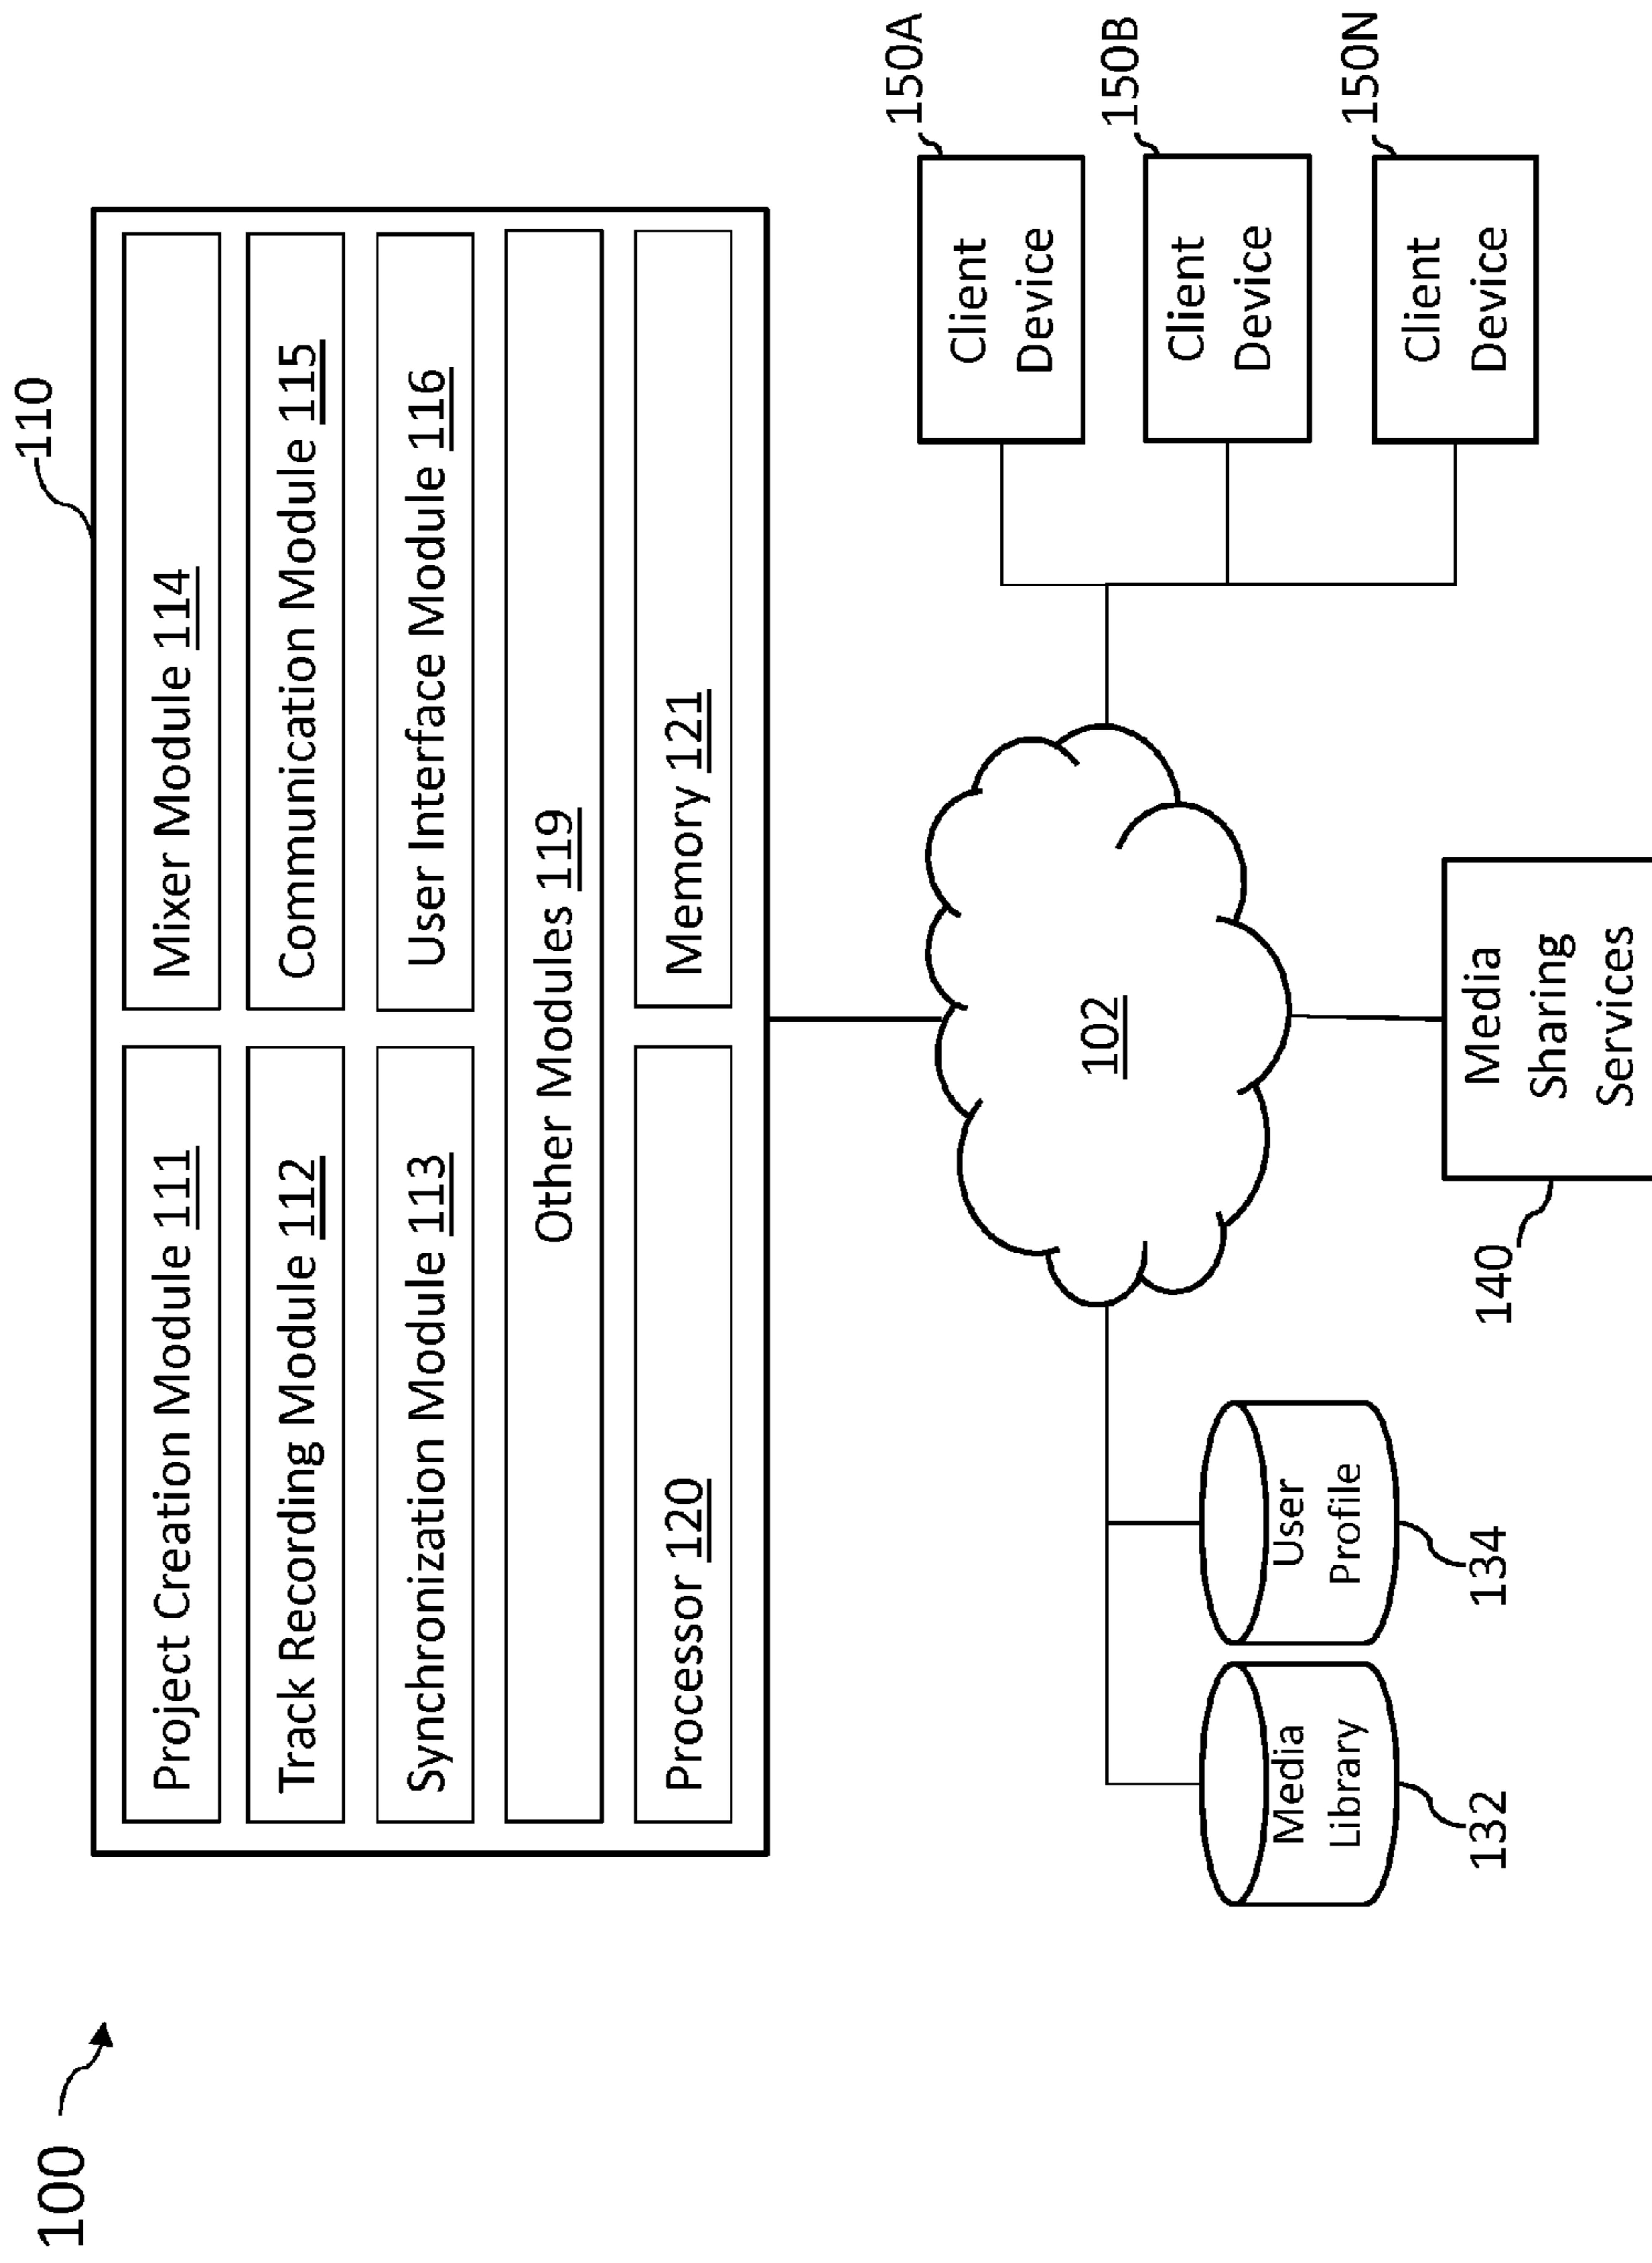 100
110
Project Creation Module 111
Mixer Module 114
Track Recording Module 112
Communication Module 115
Synchronization Module 113
User Interface Module 116
Other Modules 119
Processor 120
Memory 121
102
Media
Library
132
User
Profile
134
Media
Sharing
Services
140
Client
Device
150A
Client
Device
150B
Client
Device
150N